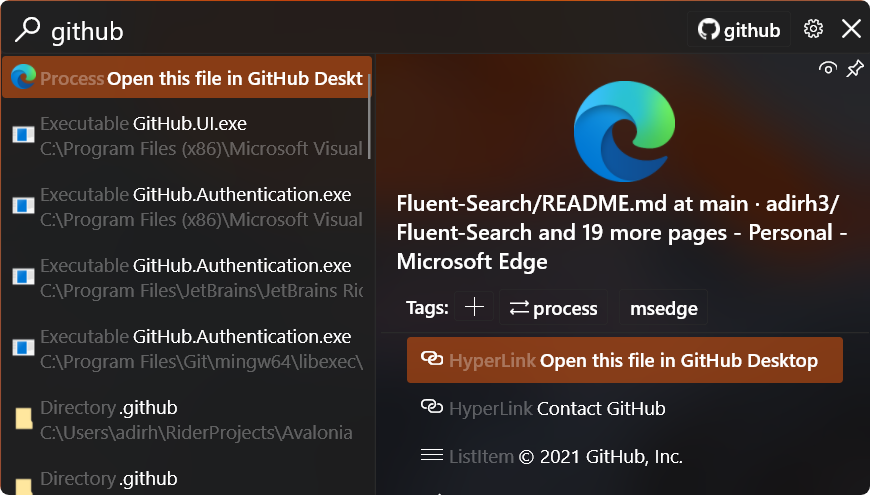 github
github
Process Open this file in GitHub Deskt
Executable GitHub.UI.exe
C:\Program Files (x86)\Microsoft Visual
Executable GitHub.Authentication.exe
C:\Program Files (x86)\Microsoft Visual
Executable GitHub.Authentication.exe
C:\Program Files\JetBrains\JetBrains Ric
Executable GitHub.Authentication.exe
C:\Program Files\Git\mingw64\libexec\
Directory .github
C:\Users\adirh\RiderProjects\Avalonia
Directory .github
Fluent-Search/README.md at main · adirh3/
Fluent-Search and 19 more pages - Personal -
Microsoft Edge
Tags: process msedge
HyperLink Open this file in GitHub Desktop
HyperLink Contact GitHub
ListItem © 2021 GitHub, Inc.